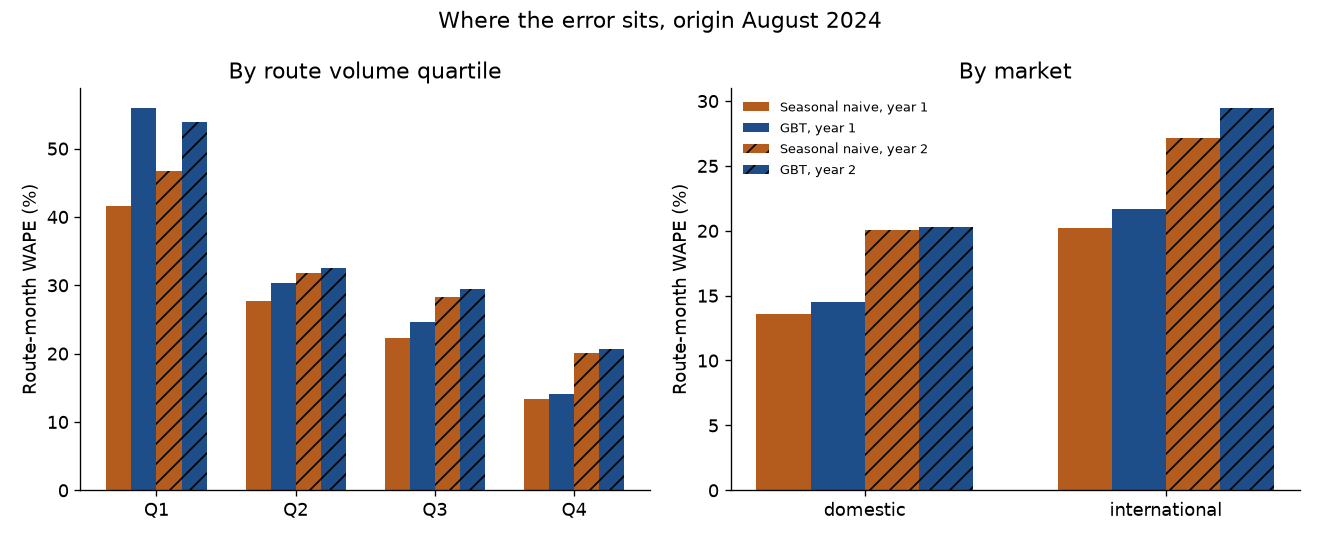 Where the error sits, origin August 2024
By route volume quartile
Route-month WAPE (%)
50
40
30
20
10
0
Q1 Q2 Q3 Q4
By market
Route-month WAPE (%)
30
25
20
15
10
5
0
Seasonal naive, year 1
GBT, year 1
Seasonal naive, year 2
GBT, year 2
domestic international